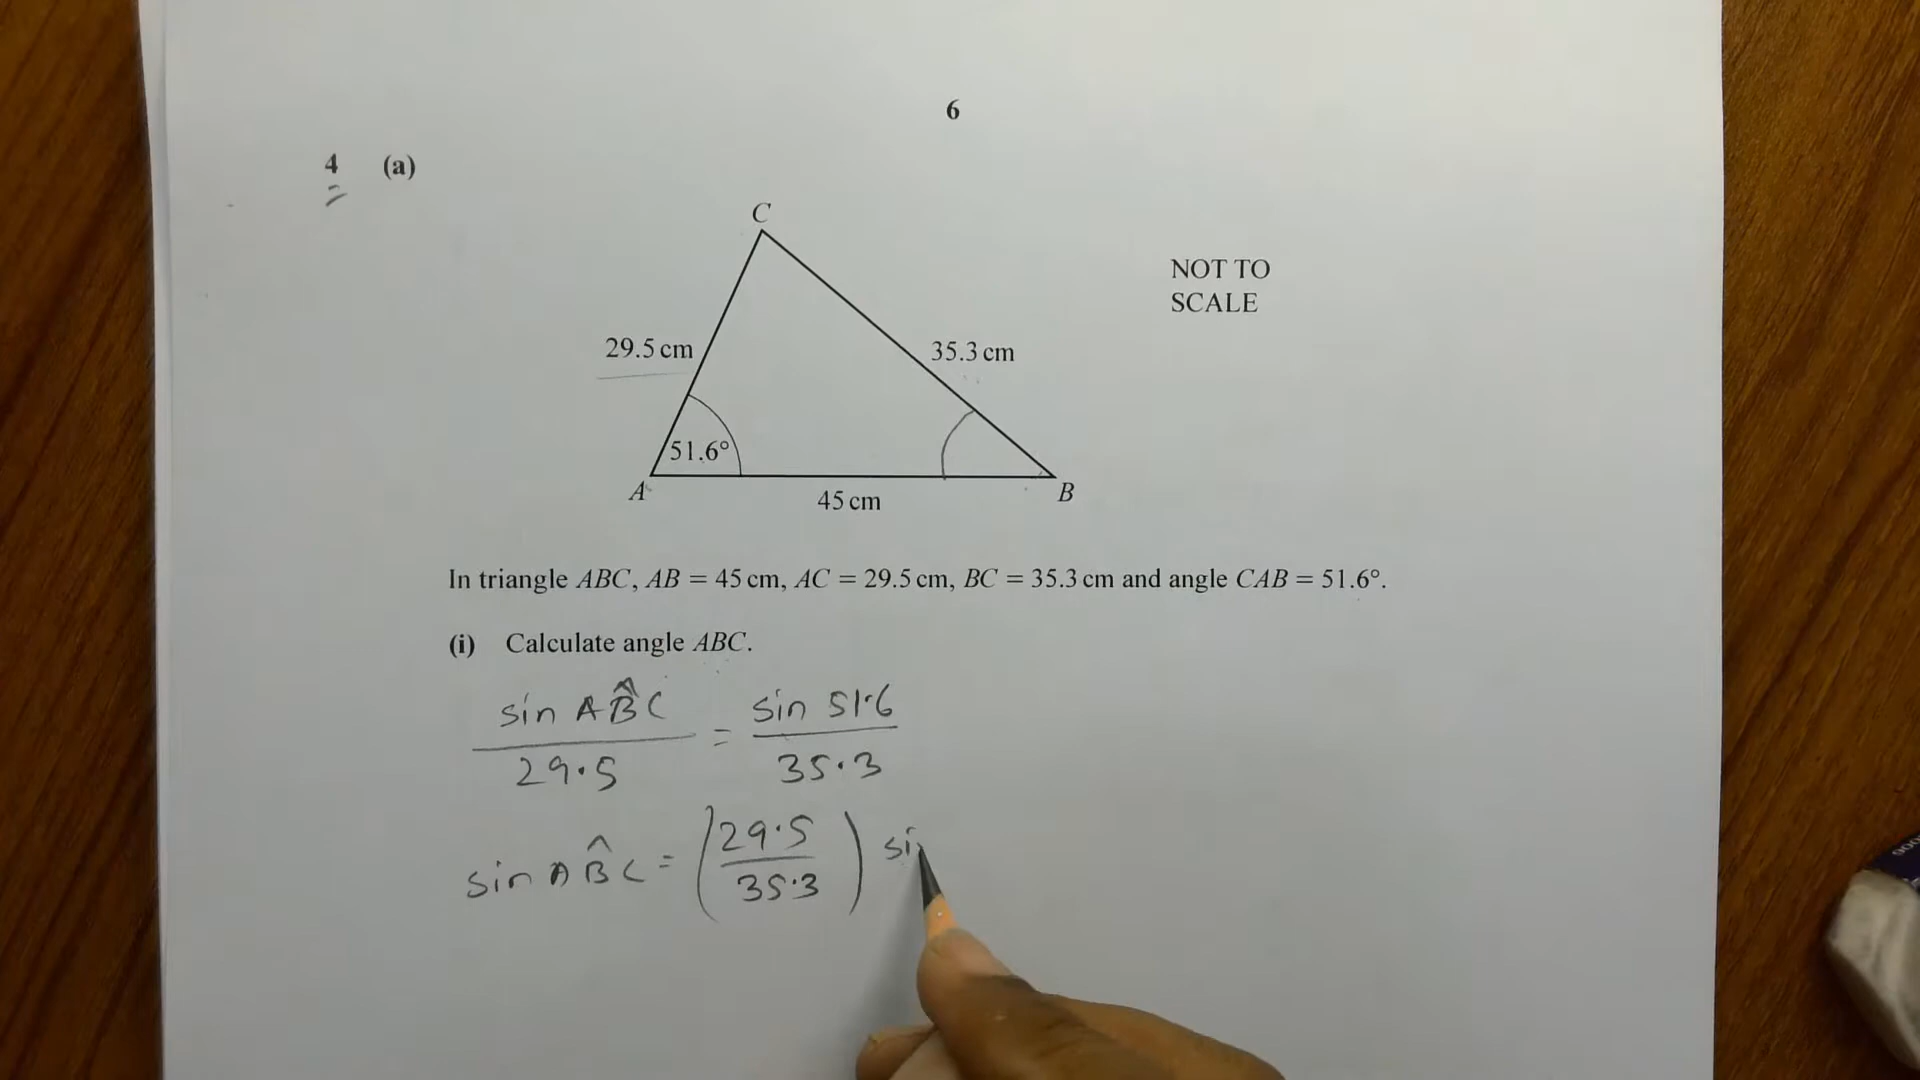 6
4 (a)
C
NOT TO
SCALE
29.5 cm
35.3 cm
51.6°
A
45 cm
B
In triangle ABC, AB = 45 cm, AC = 29.5 cm, BC = 35.3 cm and angle CAB = 51.6°.
(i) Calculate angle ABC.
sin AB̂C / 29.5 = sin 51.6 / 35.3
sin AB̂C = (29.5 / 35.3) si